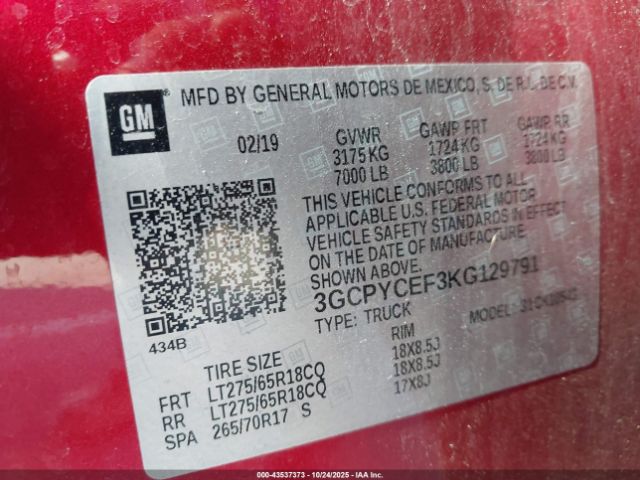 GM
MFD BY GENERAL MOTORS DE MEXICO, S. DE R.L. DE C.V.
02/19
GVWR GAWR FRT GAWR RR
3175 KG 1724 KG 1724 KG
7000 LB 3800 LB 3800 LB
THIS VEHICLE CONFORMS TO ALL
APPLICABLE U.S. FEDERAL MOTOR
VEHICLE SAFETY STANDARDS IN EFFECT
ON THE DATE OF MANUFACTURE
SHOWN ABOVE.
3GCPYCEF3KG129791
TYPE: TRUCK MODEL:
434B
TIRE SIZE RIM
FRT LT275/65R18CQ 18X8.5J
RR LT275/65R18CQ 18X8.5J
SPA 265/70R17 S 17X8J
© - 43537373 - 10/24/2025 - IAA, Inc.